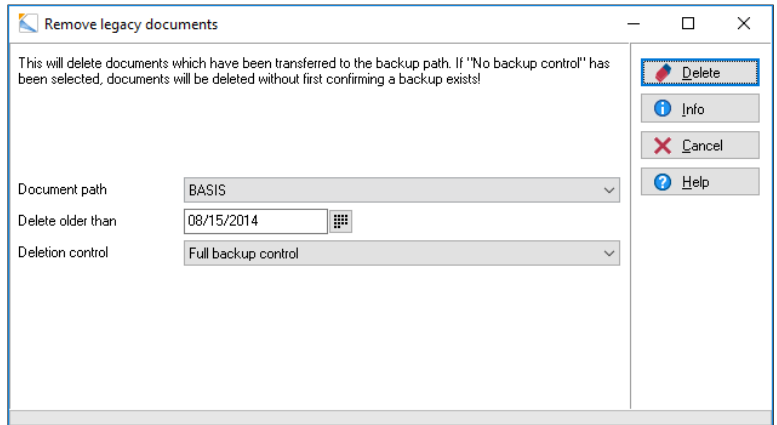 Remove legacy documents
This will delete documents which have been transferred to the backup path. If "No backup control" has
been selected, documents will be deleted without first confirming a backup exists!
Delete
Info
Cancel
Help
Document path BASIS
Delete older than 08/15/2014
Deletion control Full backup control